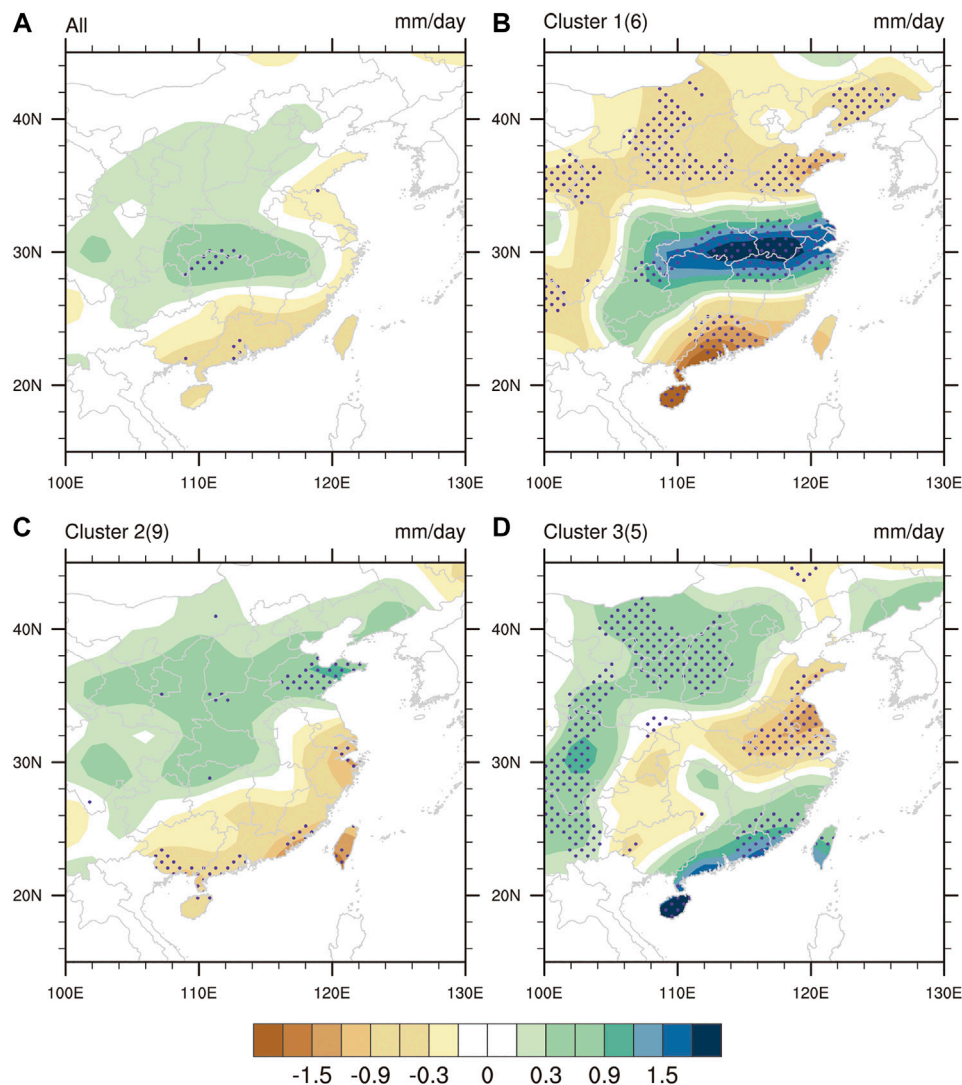 A All mm/day
B Cluster 1(6) mm/day
40N
30N
20N
100E 110E 120E 130E
40N
30N
20N
100E 110E 120E 130E
C Cluster 2(9) mm/day
D Cluster 3(5) mm/day
40N
30N
20N
100E 110E 120E 130E
40N
30N
20N
100E 110E 120E 130E
-1.5 -0.9 -0.3 0 0.3 0.9 1.5